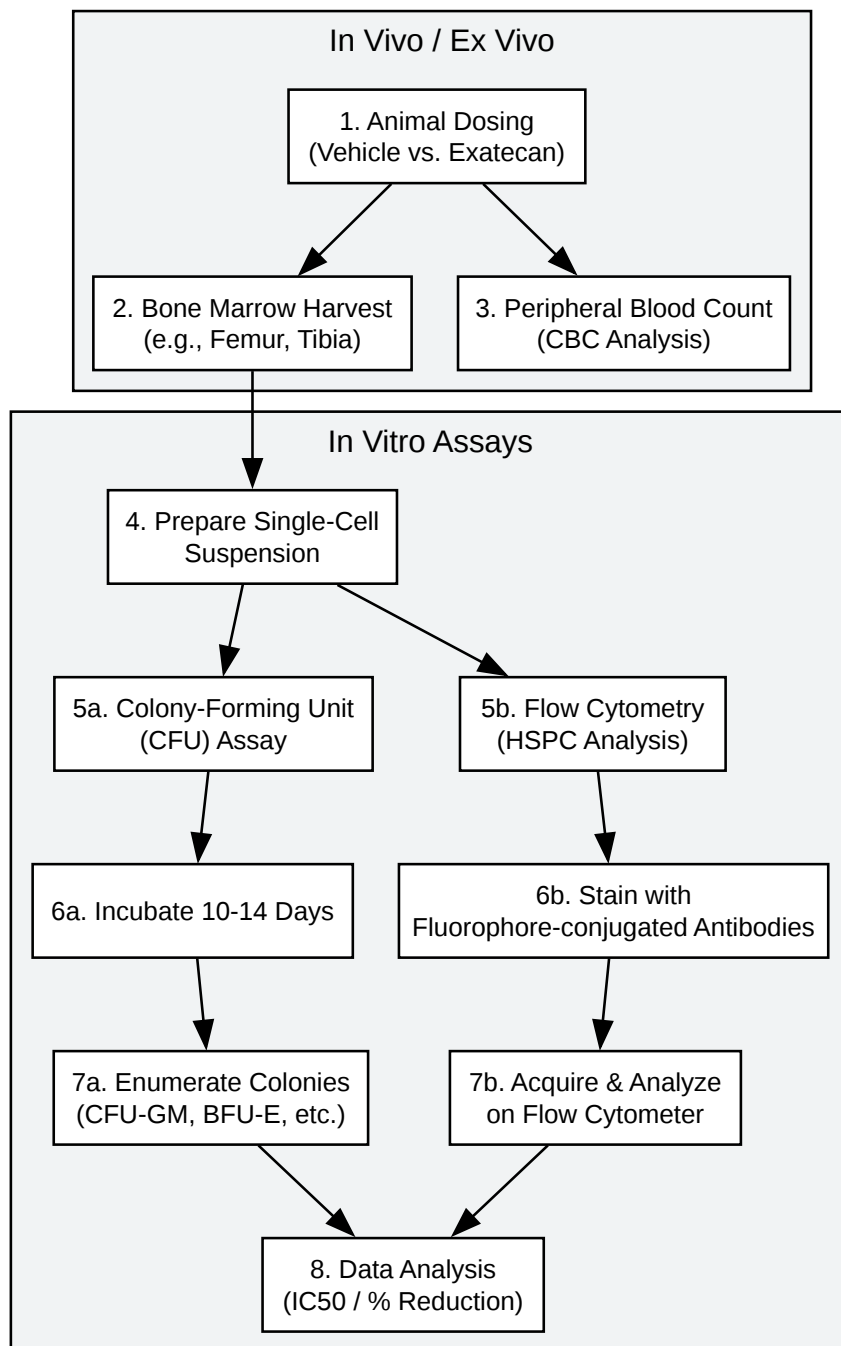 In Vivo / Ex Vivo
1. Animal Dosing
(Vehicle vs. Exatecan)
2. Bone Marrow Harvest
(e.g., Femur, Tibia)
3. Peripheral Blood Count
(CBC Analysis)
In Vitro Assays
4. Prepare Single-Cell
Suspension
5a. Colony-Forming Unit
(CFU) Assay
5b. Flow Cytometry
(HSPC Analysis)
6a. Incubate 10-14 Days
6b. Stain with
Fluorophore-conjugated Antibodies
7a. Enumerate Colonies
(CFU-GM, BFU-E, etc.)
7b. Acquire & Analyze
on Flow Cytometer
8. Data Analysis
(IC50 / % Reduction)